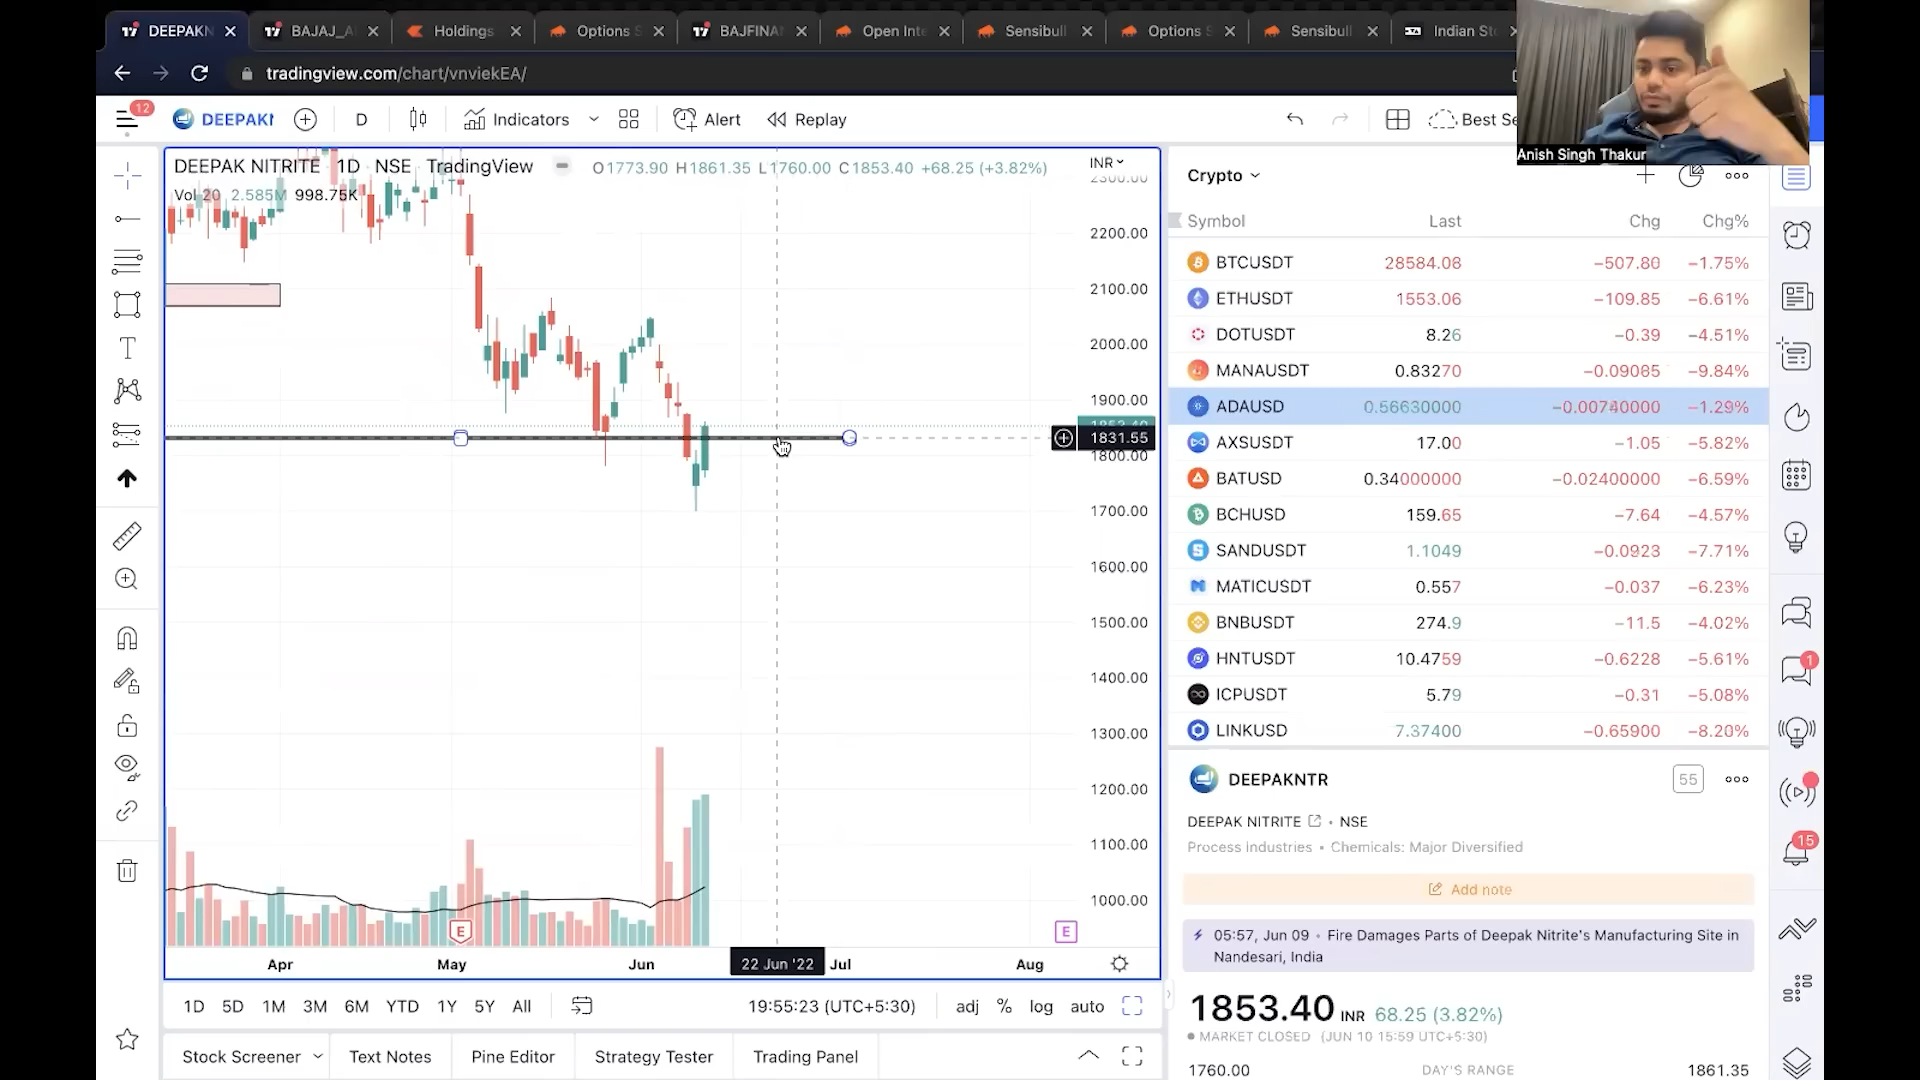 DEEPAKN
BAJAJ_A
Holdings
Options S
BAJFINAN
Open Inte
Sensibull
Options S
Sensibull
Indian Sto
tradingview.com/chart/vnviekEA/
12
DEEPAKN
D
Indicators
Alert
Replay
Best Se
Anish Singh Thakur
DEEPAK NITRITE · 1D · NSE · TradingView
O1773.90 H1861.35 L1760.00 C1853.40 +68.25 (+3.82%)
Vol 20 2.585M 998.75K
INR
2300.00
2200.00
2100.00
2000.00
1900.00
1853.40
1831.55
1800.00
1700.00
1600.00
1500.00
1400.00
1300.00
1200.00
1100.00
1000.00
E
E
Apr
May
Jun
22 Jun '22
Jul
Aug
1D 5D 1M 3M 6M YTD 1Y 5Y All
19:55:23 (UTC+5:30)
adj % log auto
Stock Screener
Text Notes
Pine Editor
Strategy Tester
Trading Panel
Crypto
Symbol Last Chg Chg%
BTCUSDT 28584.08 −507.80 −1.75%
ETHUSDT 1553.06 −109.85 −6.61%
DOTUSDT 8.26 −0.39 −4.51%
MANAUSDT 0.83270 −0.09085 −9.84%
ADAUSD 0.56630000 −0.00740000 −1.29%
AXSUSDT 17.00 −1.05 −5.82%
BATUSD 0.34000000 −0.02400000 −6.59%
BCHUSD 159.65 −7.64 −4.57%
SANDUSDT 1.1049 −0.0923 −7.71%
MATICUSDT 0.557 −0.037 −6.23%
BNBUSDT 274.9 −11.5 −4.02%
HNTUSDT 10.4759 −0.6228 −5.61%
ICPUSDT 5.79 −0.31 −5.08%
LINKUSD 7.37400 −0.65900 −8.20%
DEEPAKNTR
55
DEEPAK NITRITE • NSE
Process Industries • Chemicals: Major Diversified
Add note
05:57, Jun 09 • Fire Damages Parts of Deepak Nitrite's Manufacturing Site in
Nandesari, India
1853.40 INR 68.25 (3.82%)
MARKET CLOSED (JUN 10 15:59 UTC+5:30)
1760.00 DAY'S RANGE 1861.35
1
15